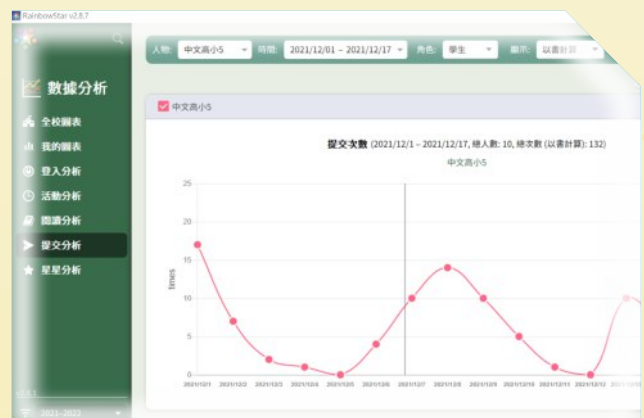 RainbowStar v2.8.7
人物: 中文高小5 時間: 2021/12/01 ~ 2021/12/17 角色: 學生 顯示: 以書計算
數據分析
全校圖表
我的圖表
登入分析
活動分析
閱讀分析
提交分析
星星分析
2021-2022
中文高小5
提交次數 (2021/12/1 ~ 2021/12/17, 總人數: 10, 總次數 (以書計算): 132)
中文高小5
times
25
20
15
10
5
0
2021/12/1 2021/12/2 2021/12/3 2021/12/4 2021/12/5 2021/12/6 2021/12/7 2021/12/8 2021/12/9 2021/12/10 2021/12/11 2021/12/12